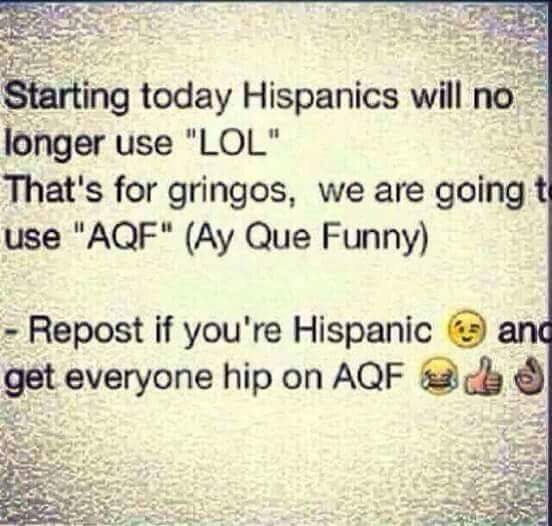 Starting today Hispanics will no
longer use "LOL"
That's for gringos, we are going t
use "AQF" (Ay Que Funny)
- Repost if you're Hispanic 😉 and
get everyone hip on AQF 😂👍👌